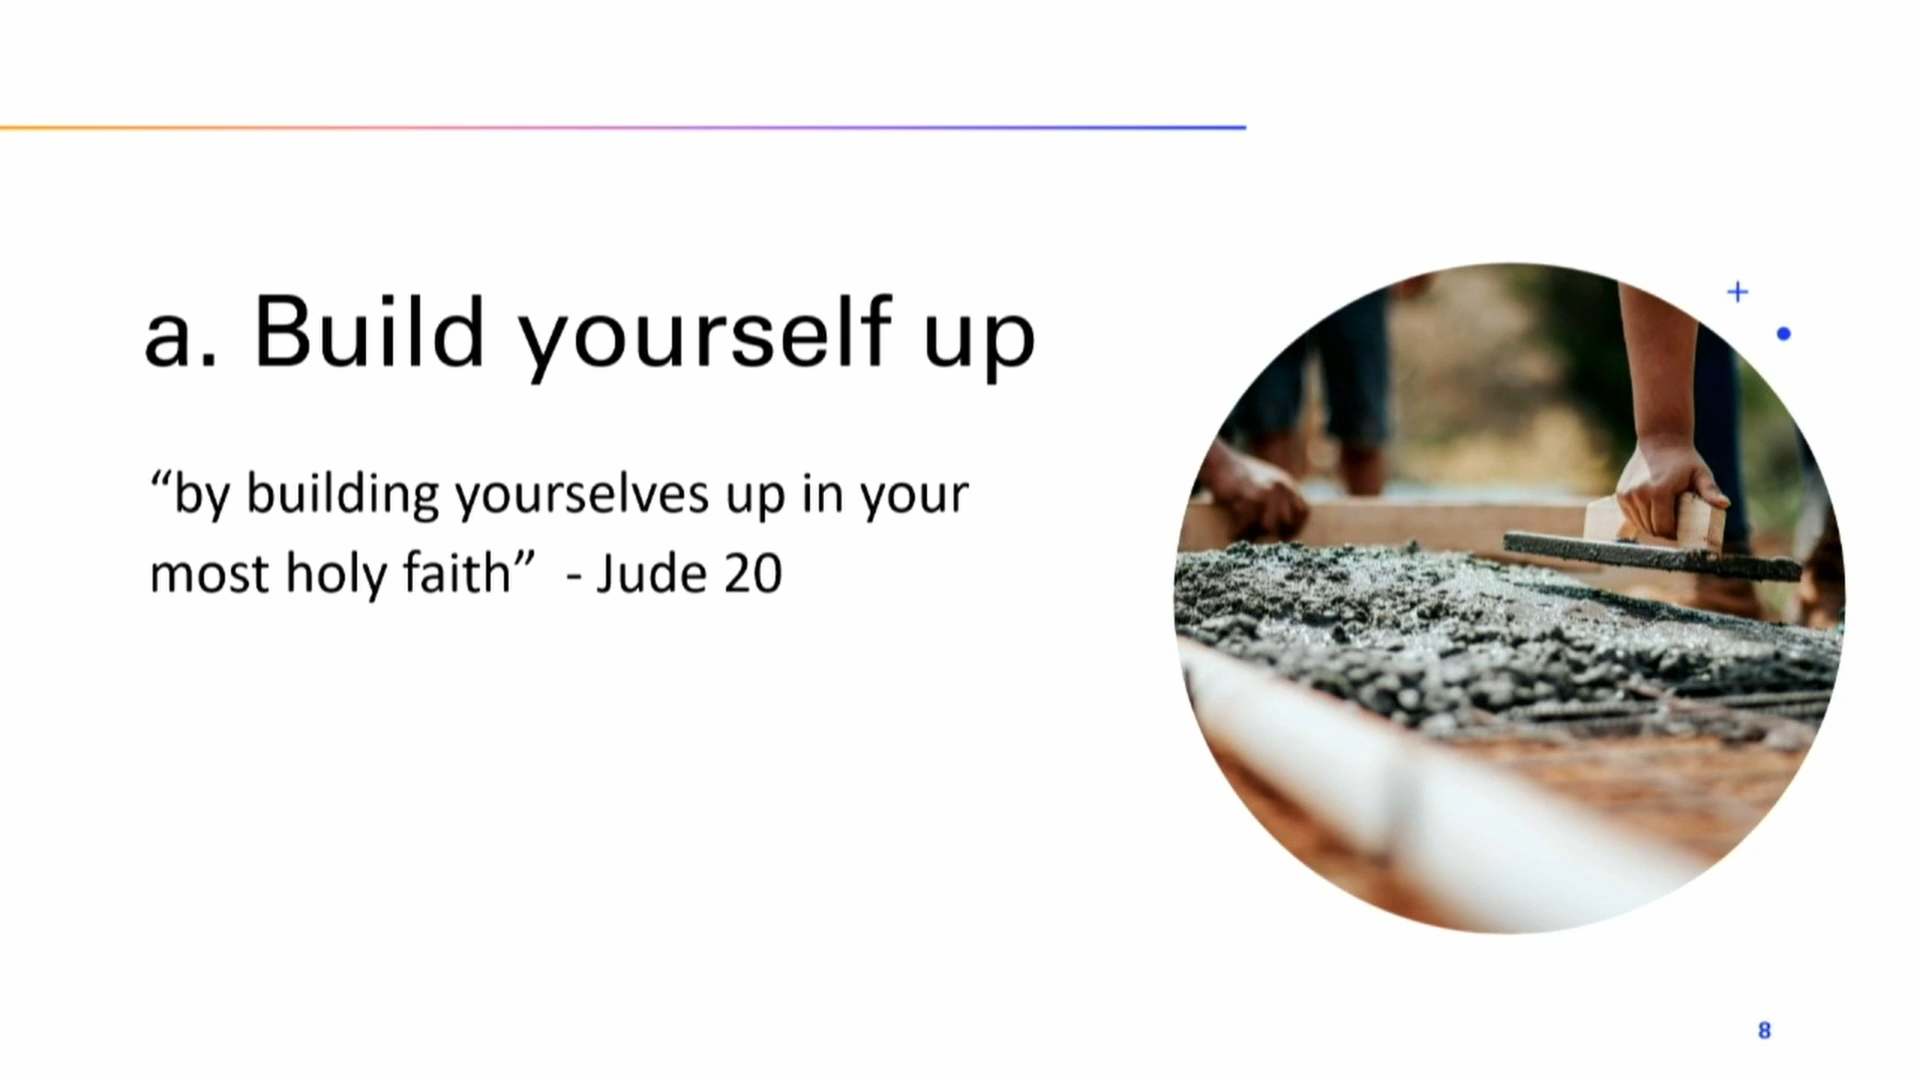 a. Build yourself up
“by building yourselves up in your
most holy faith”  - Jude 20
8